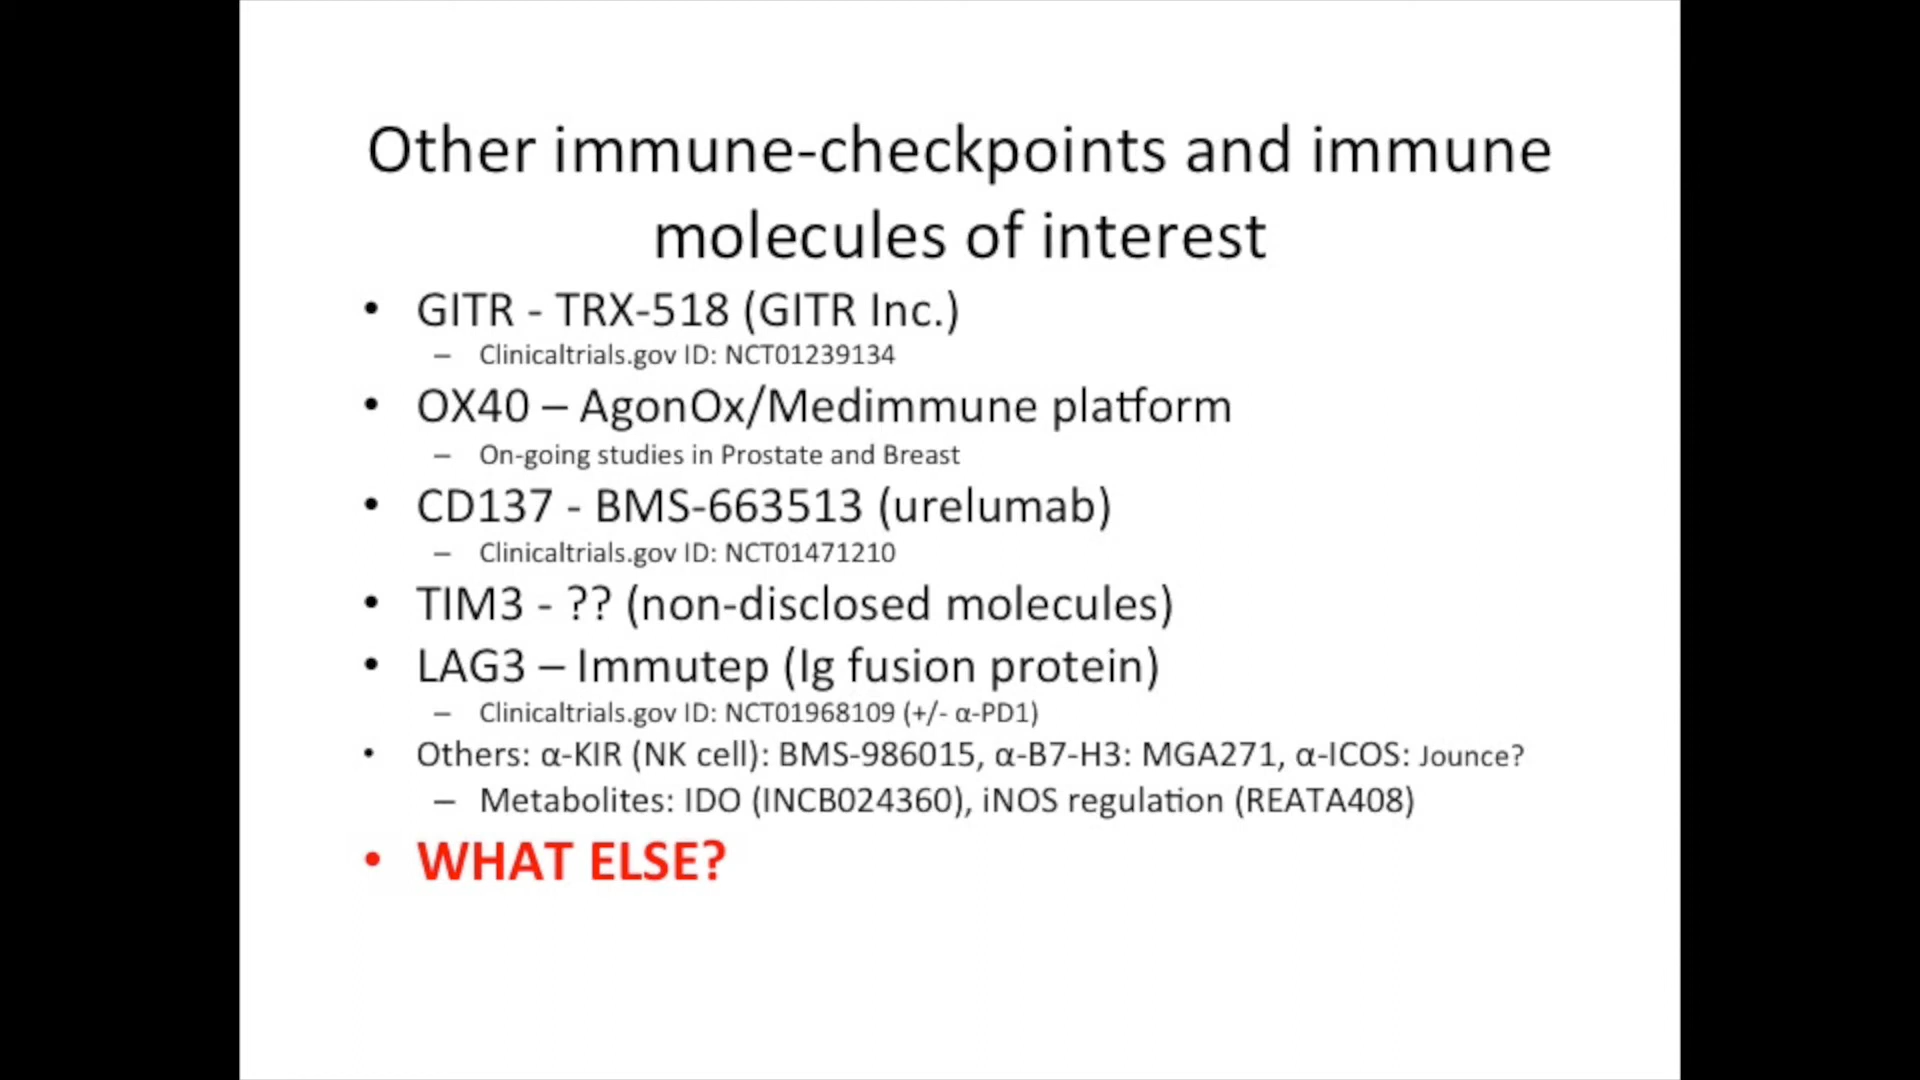 Other immune-checkpoints and immune
molecules of interest
• GITR - TRX-518 (GITR Inc.)
– Clinicaltrials.gov ID: NCT01239134
• OX40 – AgonOx/Medimmune platform
– On-going studies in Prostate and Breast
• CD137 - BMS-663513 (urelumab)
– Clinicaltrials.gov ID: NCT01471210
• TIM3 - ?? (non-disclosed molecules)
• LAG3 – Immutep (Ig fusion protein)
– Clinicaltrials.gov ID: NCT01968109 (+/- α-PD1)
• Others: α-KIR (NK cell): BMS-986015, α-B7-H3: MGA271, α-ICOS: Jounce?
– Metabolites: IDO (INCB024360), iNOS regulation (REATA408)
• WHAT ELSE?